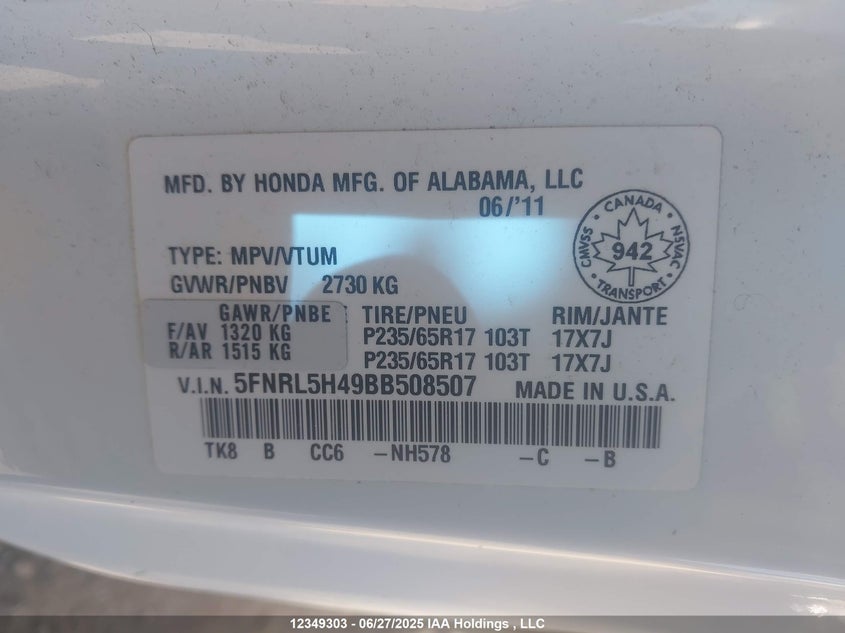 MFD. BY HONDA MFG. OF ALABAMA, LLC
06/'11
TYPE: MPV/VTUM
GVWR/PNBV 2730 KG
CANADA
CMVSS
NSVAC
942
TRANSPORT
GAWR/PNBE TIRE/PNEU RIM/JANTE
F/AV 1320 KG P235/65R17 103T 17X7J
R/AR 1515 KG P235/65R17 103T 17X7J
V.I.N. 5FNRL5H49BB508507 MADE IN U.S.A.
TK8 B CC6 -NH578 -C -B
12349303 - 06/27/2025 IAA Holdings , LLC